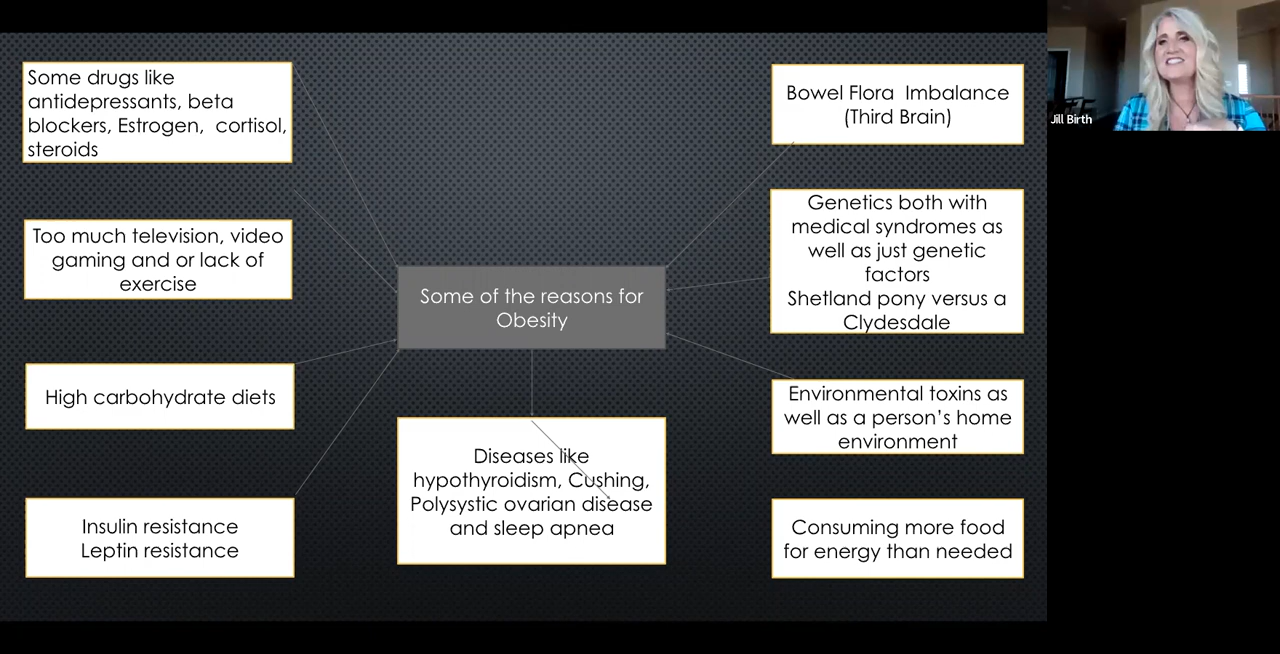 Some drugs like
antidepressants, beta
blockers, Estrogen, cortisol,
steroids
Too much television, video
gaming and or lack of
exercise
High carbohydrate diets
Insulin resistance
Leptin resistance
Some of the reasons for
Obesity
Diseases like
hypothyroidism, Cushing,
Polysystic ovarian disease
and sleep apnea
Bowel Flora Imbalance
(Third Brain)
Genetics both with
medical syndromes as
well as just genetic
factors
Shetland pony versus a
Clydesdale
Environmental toxins as
well as a person's home
environment
Consuming more food
for energy than needed
Jill Birth